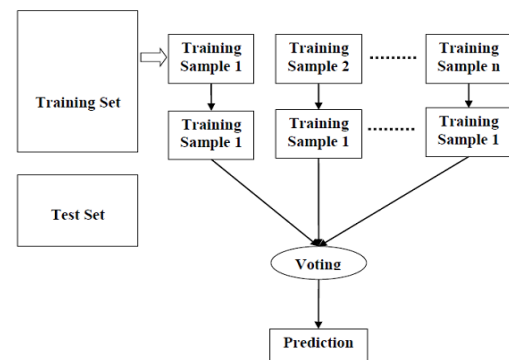 Training Set
Training
Sample 1
Training
Sample 2
Training
Sample n
Training
Sample 1
Training
Sample 1
Training
Sample 1
Test Set
Voting
Prediction